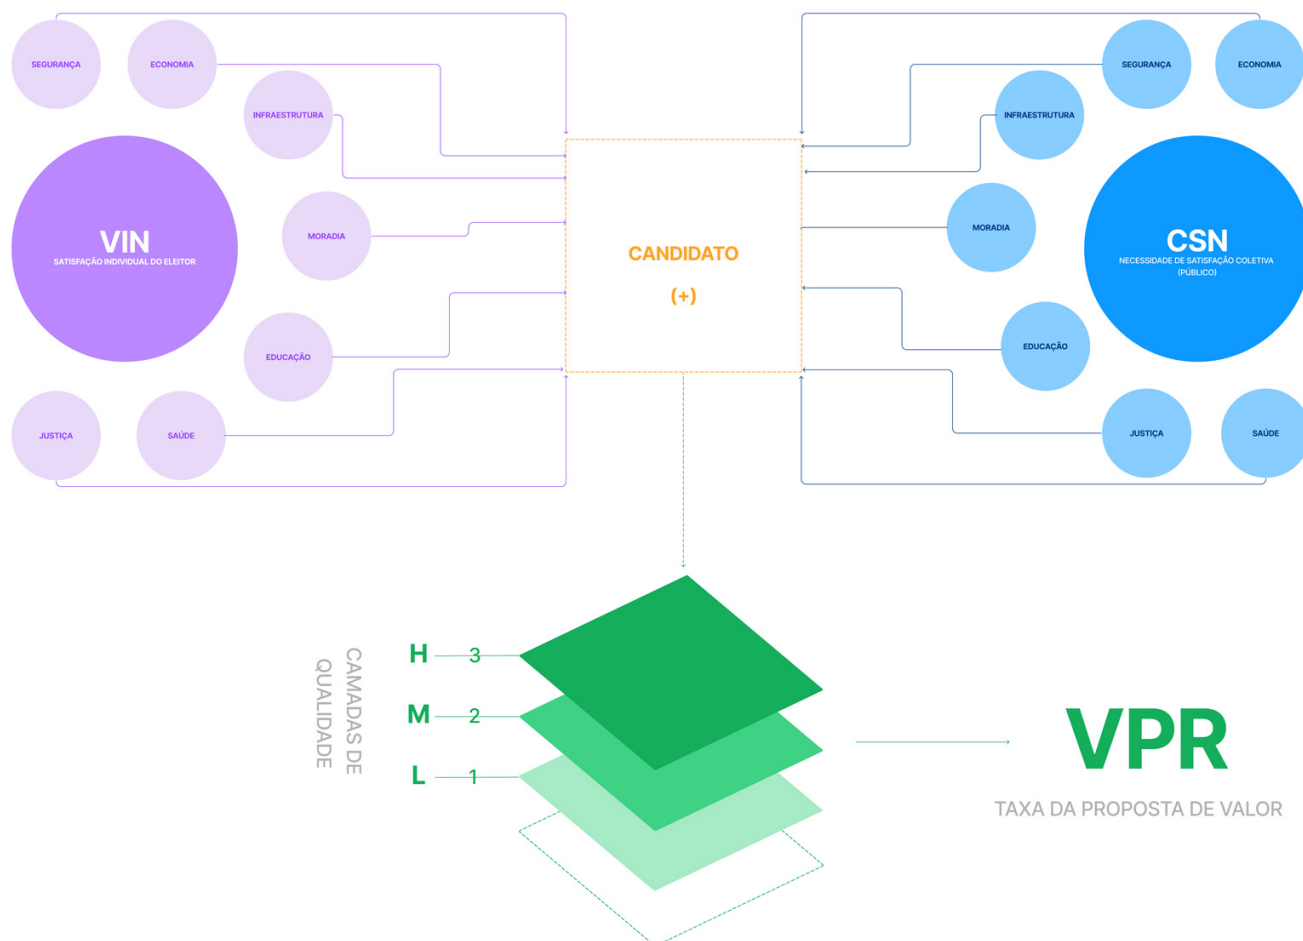 SEGURANÇA
ECONOMIA
INFRAESTRUTURA
VIN
SATISFAÇÃO INDIVIDUAL DO ELEITOR
MORADIA
EDUCAÇÃO
JUSTIÇA
SAÚDE
CANDIDATO
(+)
SEGURANÇA
ECONOMIA
INFRAESTRUTURA
MORADIA
CSN
NECESSIDADE DE SATISFAÇÃO COLETIVA
(PÚBLICO)
EDUCAÇÃO
JUSTIÇA
SAÚDE
CAMADAS DE
QUALIDADE
H 3
M 2
L 1
VPR
TAXA DA PROPOSTA DE VALOR